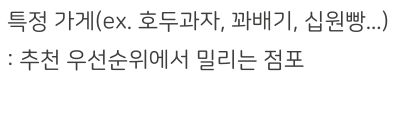 특정 가게(ex. 호두과자, 꽈배기, 십원빵...)
: 추천 우선순위에서 밀리는 점포